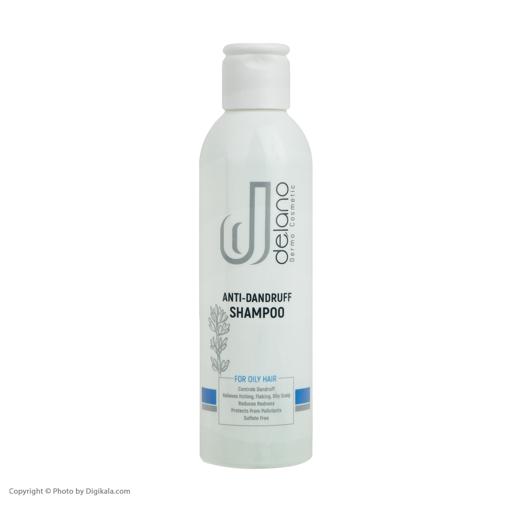 delano
Dermo Cosmetic
ANTI-DANDRUFF
SHAMPOO
FOR OILY HAIR
Controls Dandruff
Relieves Itching, Flaking, Oily Scalp
Reduces Redness
Protects From Pollutants
Sulfate Free
Copyright © Photo by Digikala.com